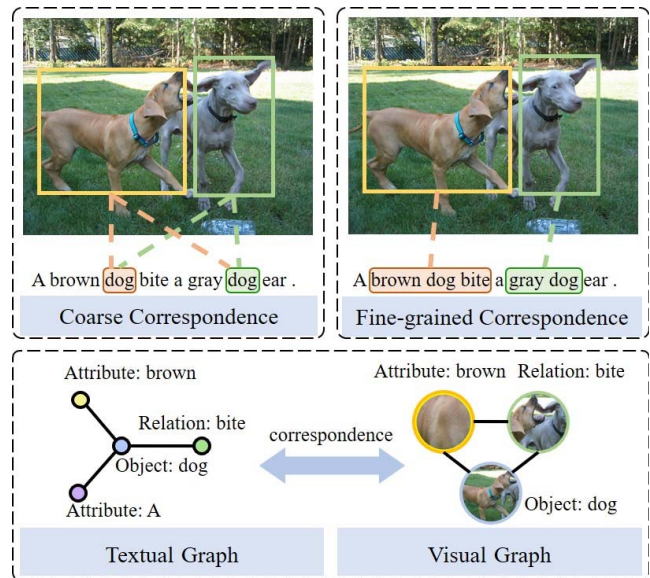 A brown dog bite a gray dog ear .
Coarse Correspondence
A brown dog bite a gray dog ear .
Fine-grained Correspondence
Attribute: brown
Relation: bite
Object: dog
Attribute: A
Textual Graph
correspondence
Attribute: brown
Relation: bite
Object: dog
Visual Graph